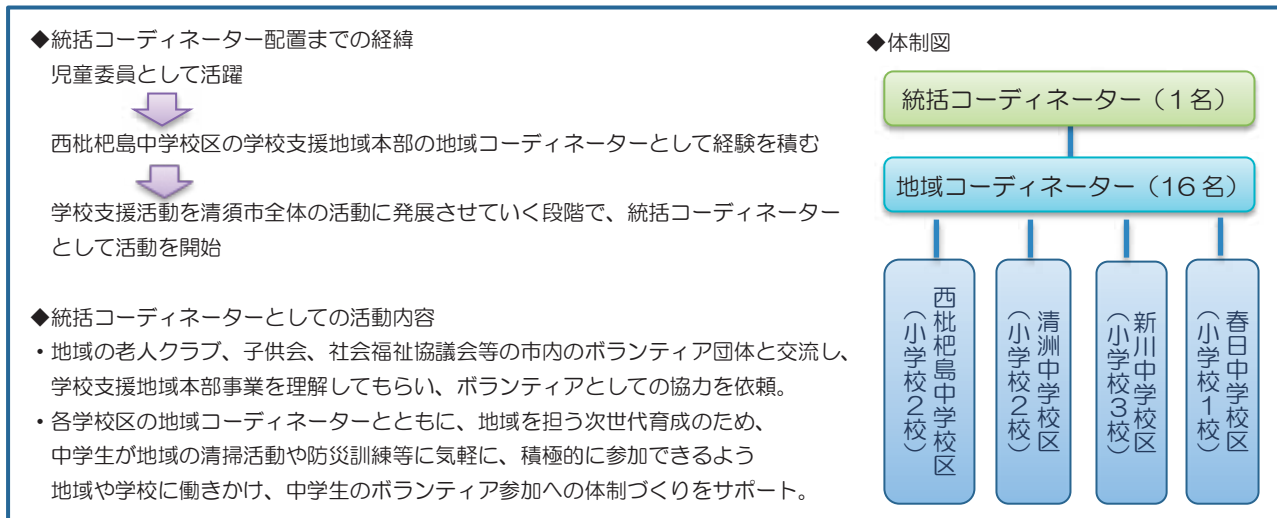 ◆統括コーディネーター配置までの経緯
児童委員として活躍
西枇杷島中学校区の学校支援地域本部の地域コーディネーターとして経験を積む
学校支援活動を清須市全体の活動に発展させていく段階で、統括コーディネーター
として活動を開始
◆統括コーディネーターとしての活動内容
・地域の老人クラブ、子供会、社会福祉協議会等の市内のボランティア団体と交流し、
学校支援地域本部事業を理解してもらい、ボランティアとしての協力を依頼。
・各学校区の地域コーディネーターとともに、地域を担う次世代育成のため、
中学生が地域の清掃活動や防災訓練等に気軽に、積極的に参加できるよう
地域や学校に働きかけ、中学生のボランティア参加への体制づくりをサポート。
◆体制図
統括コーディネーター（1名）
地域コーディネーター（16名）
西枇杷島中学校区
（小学校2校）
清洲中学校区
（小学校2校）
新川中学校区
（小学校3校）
春日中学校区
（小学校1校）